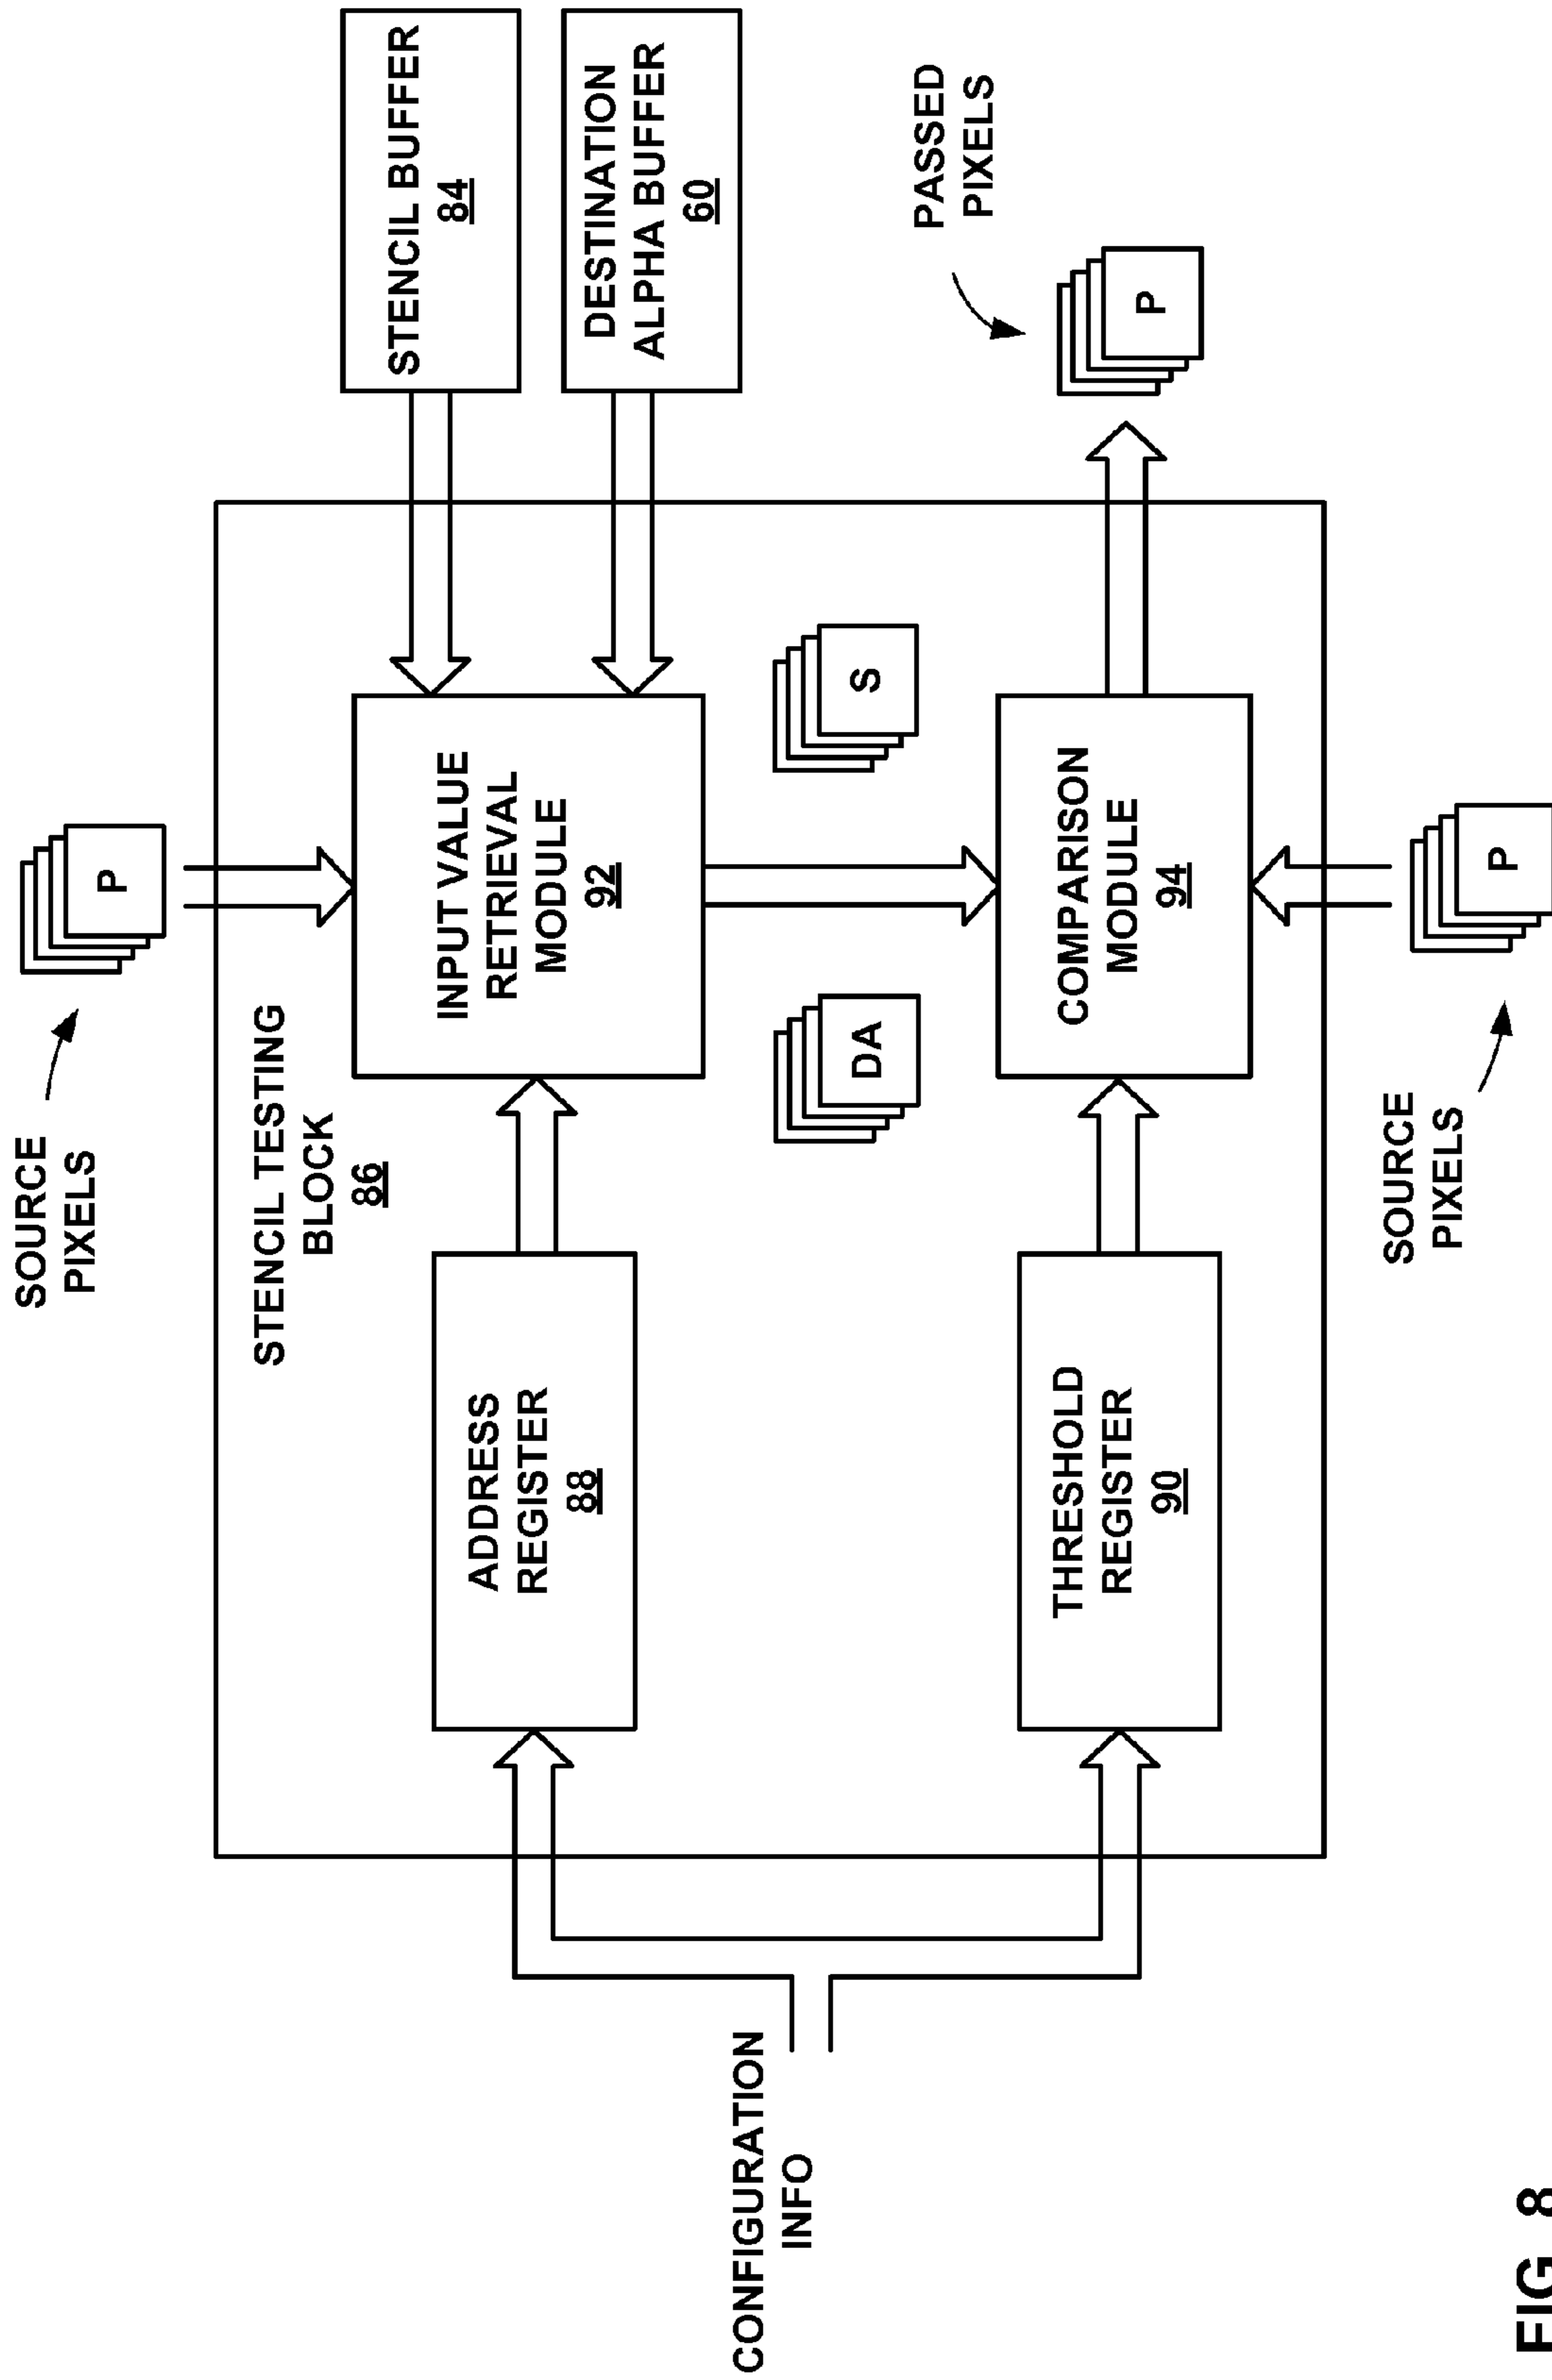 SOURCE
PIXELS
P
STENCIL TESTING
BLOCK
86
STENCIL BUFFER
84
DESTINATION
ALPHA BUFFER
60
ADDRESS
REGISTER
88
INPUT VALUE
RETRIEVAL
MODULE
92
CONFIGURATION
INFO
DA
S
PASSED
PIXELS
P
THRESHOLD
REGISTER
90
COMPARISON
MODULE
94
SOURCE
PIXELS
P
FIG. 8